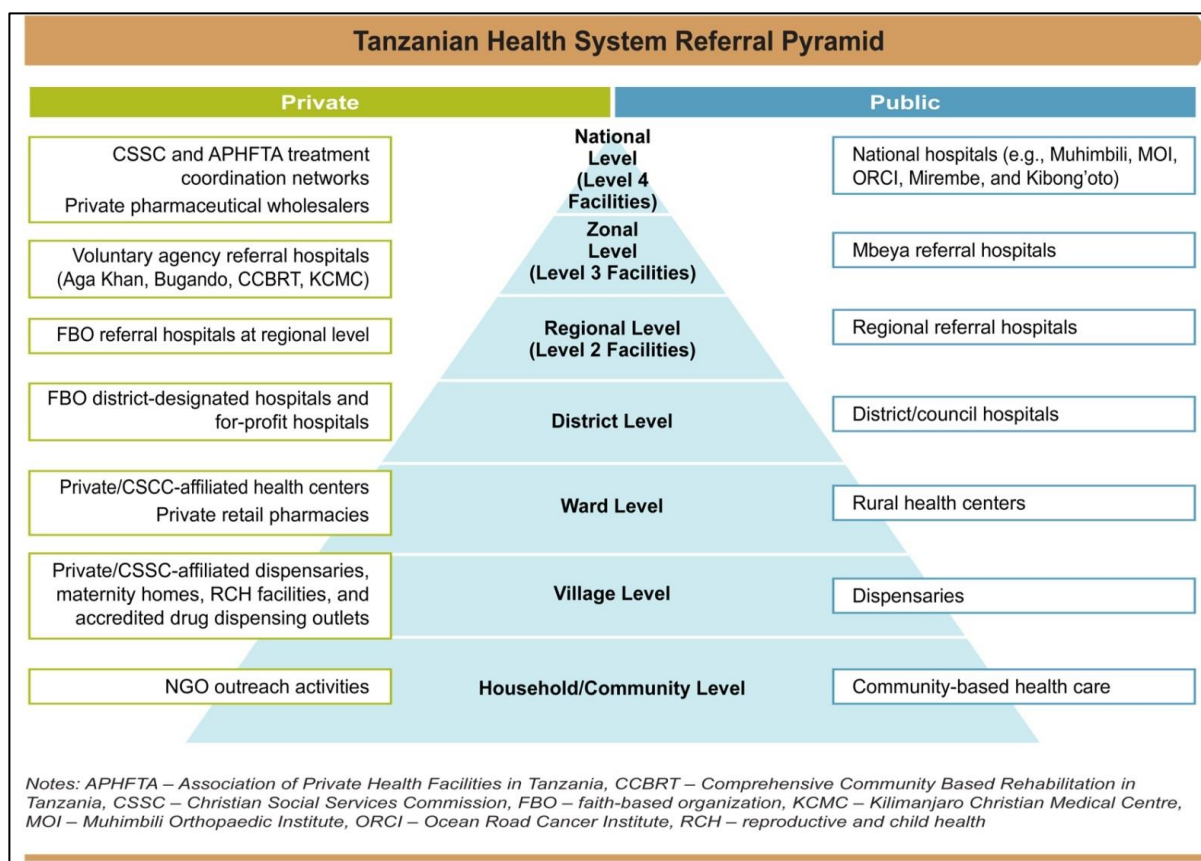 Tanzanian Health System Referral Pyramid
Private
Public
CSSC and APHFTA treatment
coordination networks
Private pharmaceutical wholesalers
National
Level
(Level 4
Facilities)
National hospitals (e.g., Muhimbili, MOI,
ORCI, Mirembe, and Kibong’oto)
Voluntary agency referral hospitals
(Aga Khan, Bugando, CCBRT, KCMC)
Zonal
Level
(Level 3 Facilities)
Mbeya referral hospitals
FBO referral hospitals at regional level
Regional Level
(Level 2 Facilities)
Regional referral hospitals
FBO district-designated hospitals and
for-profit hospitals
District Level
District/council hospitals
Private/CSCC-affiliated health centers
Private retail pharmacies
Ward Level
Rural health centers
Private/CSSC-affiliated dispensaries,
maternity homes, RCH facilities, and
accredited drug dispensing outlets
Village Level
Dispensaries
NGO outreach activities
Household/Community Level
Community-based health care
Notes: APHFTA – Association of Private Health Facilities in Tanzania, CCBRT – Comprehensive Community Based Rehabilitation in
Tanzania, CSSC – Christian Social Services Commission, FBO – faith-based organization, KCMC – Kilimanjaro Christian Medical Centre,
MOI – Muhimbili Orthopaedic Institute, ORCI – Ocean Road Cancer Institute, RCH – reproductive and child health